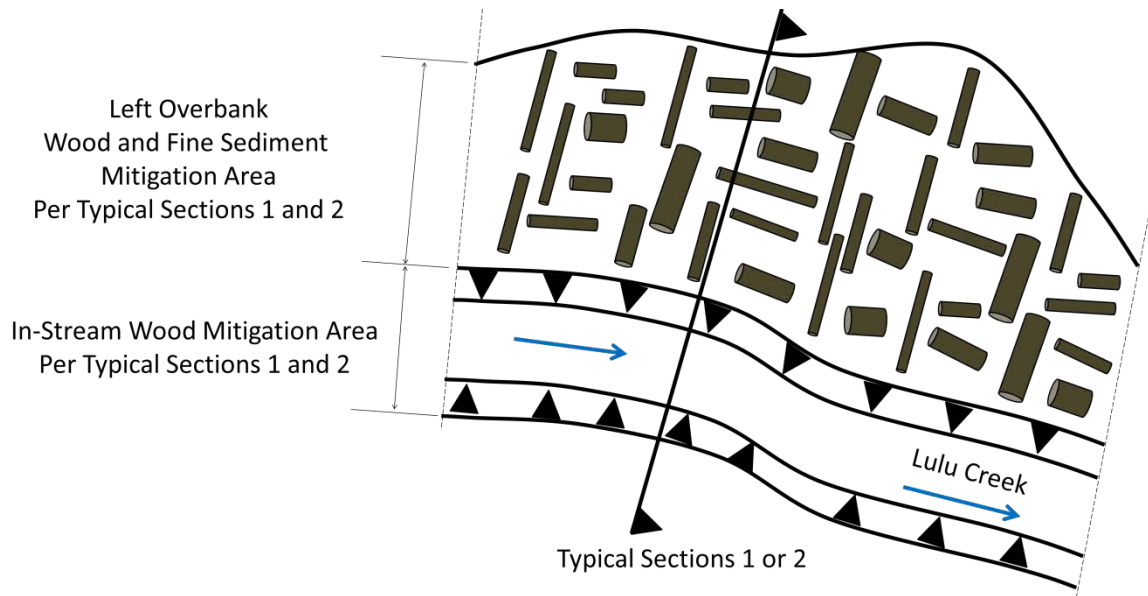 Left Overbank
Wood and Fine Sediment
Mitigation Area
Per Typical Sections 1 and 2
In-Stream Wood Mitigation Area
Per Typical Sections 1 and 2
Lulu Creek
Typical Sections 1 or 2